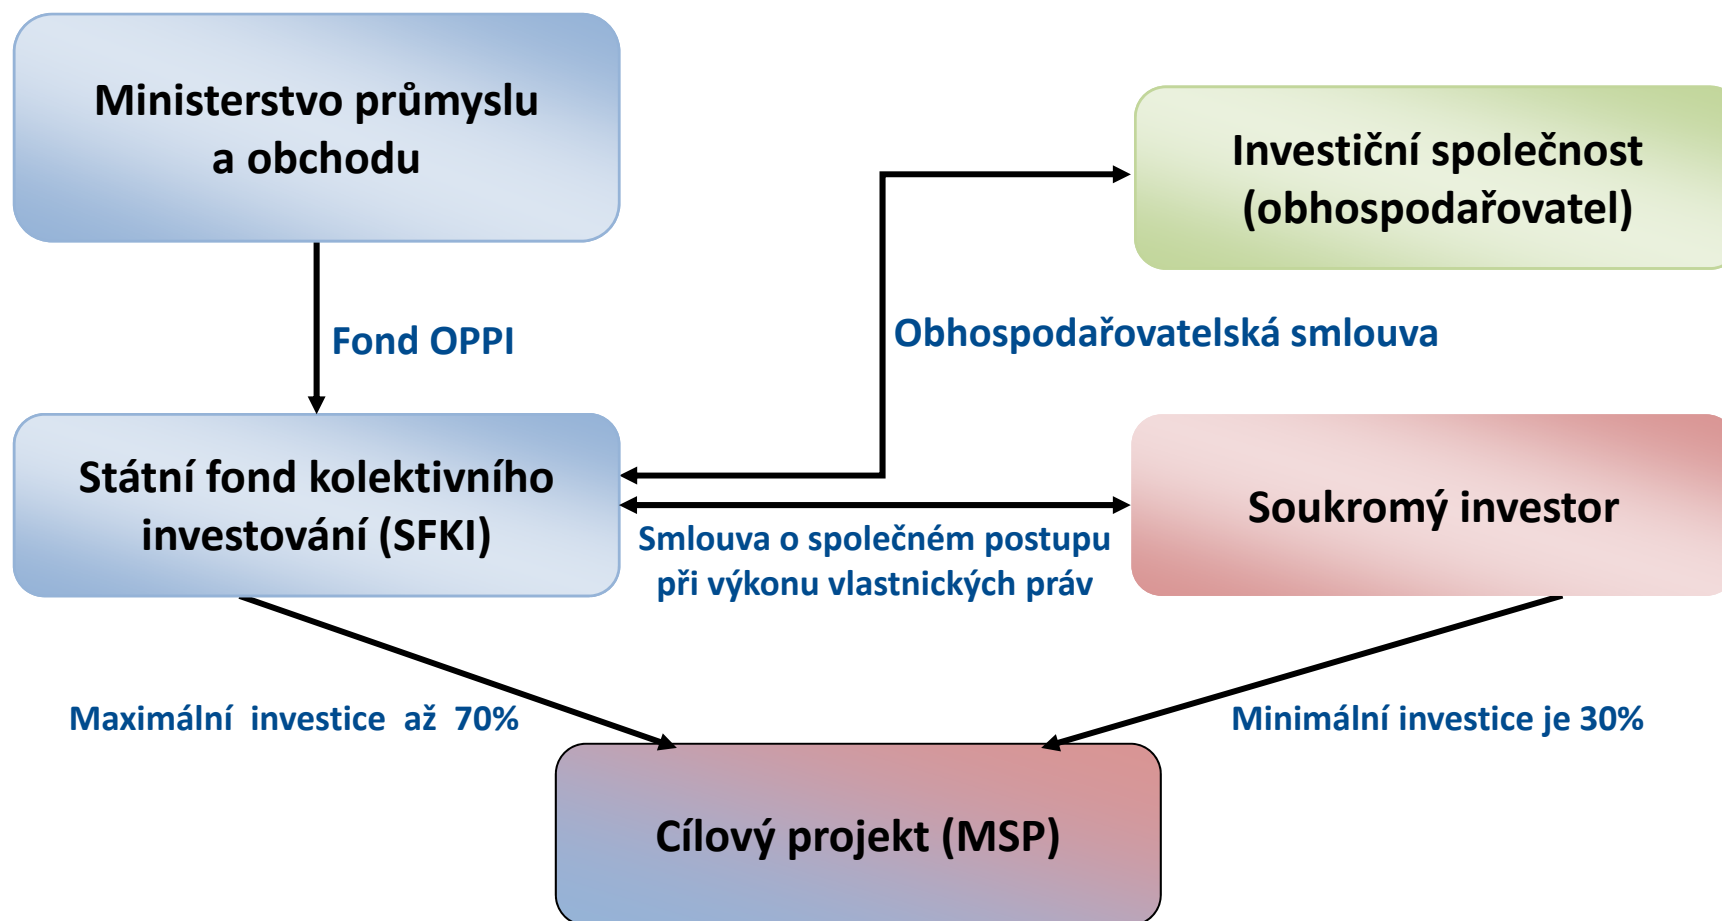 Ministerstvo průmyslu
a obchodu
Investiční společnost
(obhospodařovatel)
Fond OPPI
Obhospodařovatelská smlouva
Státní fond kolektivního
investování (SFKI)
Smlouva o společném postupu
při výkonu vlastnických práv
Soukromý investor
Maximální investice až 70%
Minimální investice je 30%
Cílový projekt (MSP)